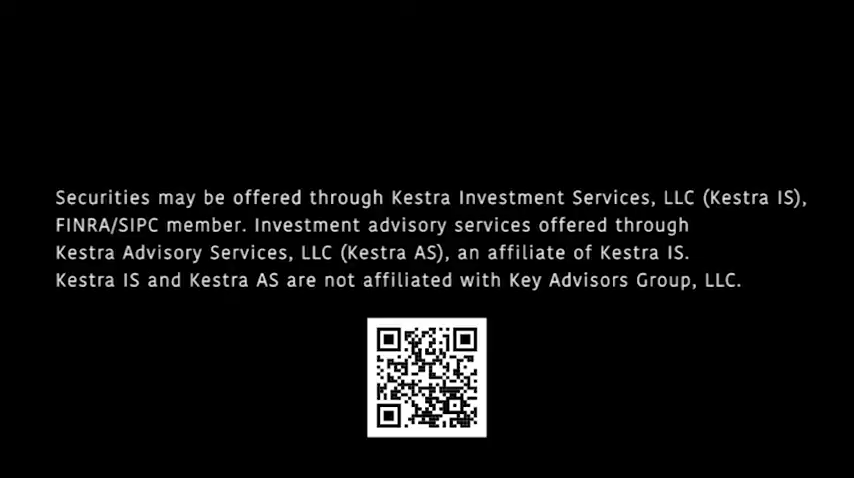 Securities may be offered through Kestra Investment Services, LLC (Kestra IS),
FINRA/SIPC member. Investment advisory services offered through
Kestra Advisory Services, LLC (Kestra AS), an affiliate of Kestra IS.
Kestra IS and Kestra AS are not affiliated with Key Advisors Group, LLC.